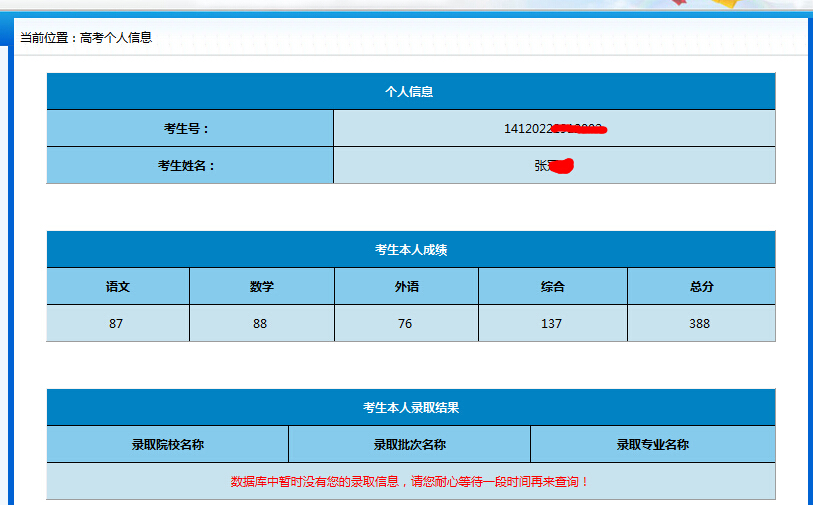 当前位置：高考个人信息
个人信息
考生号： 1412022
考生姓名： 张
考生本人成绩
语文 数学 外语 综合 总分
87 88 76 137 388
考生本人录取结果
录取院校名称 录取批次名称 录取专业名称
数据库中暂时没有您的录取信息，请您耐心等待一段时间再来查询！